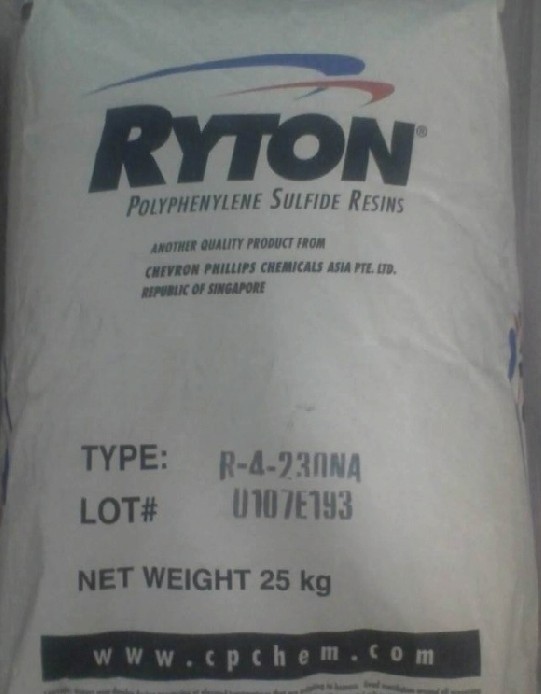 RYTON®
POLYPHENYLENE SULFIDE RESINS
ANOTHER QUALITY PRODUCT FROM
CHEVRON PHILLIPS CHEMICALS ASIA PTE. LTD.
REPUBLIC OF SINGAPORE
TYPE: R-4-230NA
LOT# U107E193
NET WEIGHT 25 kg
www.cpchem.com